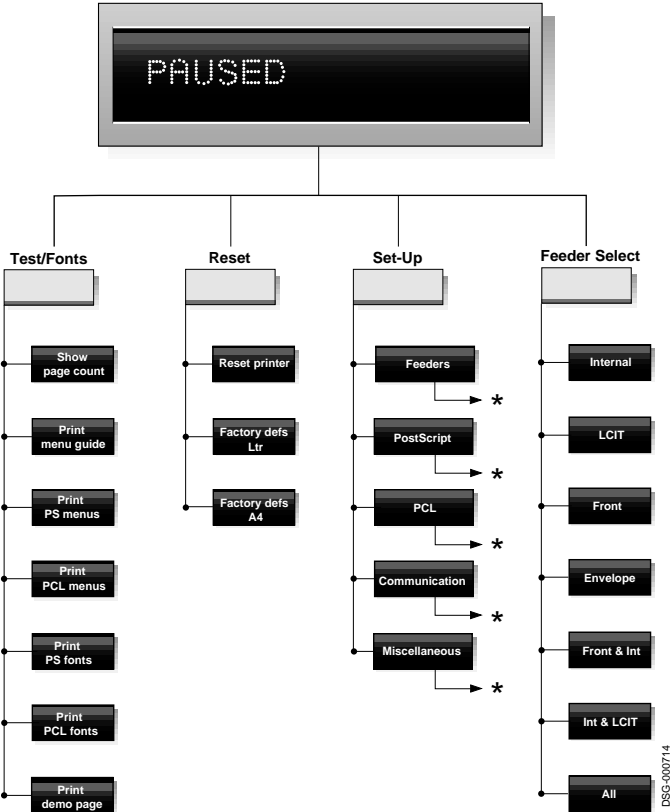 PAUSED
Test/Fonts
Show
page count
Print
menu guide
Print
PS menus
Print
PCL menus
Print
PS fonts
Print
PCL fonts
Print
demo page
Reset
Reset printer
Factory defs
Ltr
Factory defs
A4
Set-Up
Feeders
*
PostScript
*
PCL
*
Communication
*
Miscellaneous
*
Feeder Select
Internal
LCIT
Front
Envelope
Front & Int
Int & LCIT
All
DSG-000714